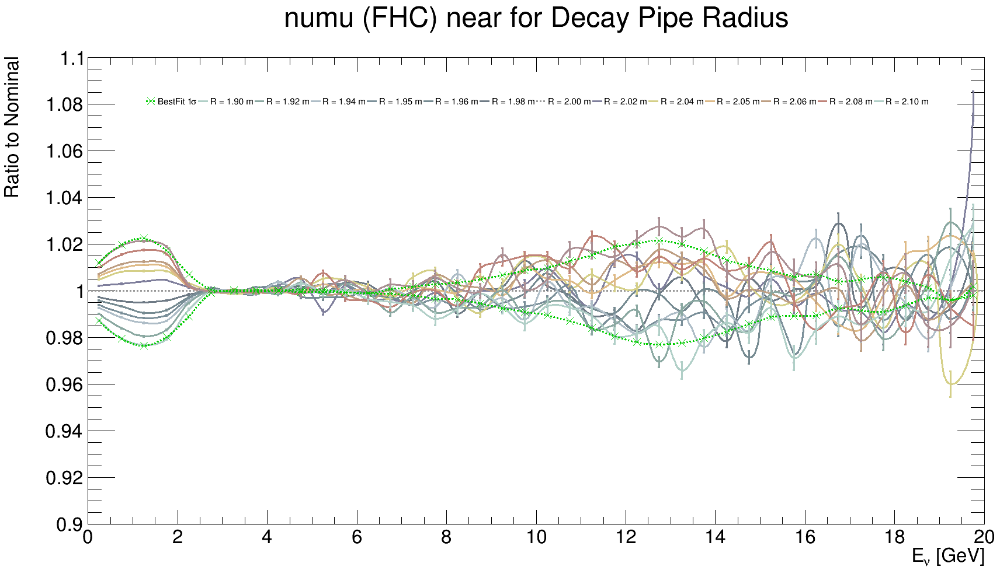 numu (FHC) near for Decay Pipe Radius
Ratio to Nominal
1.1
1.08
1.06
1.04
1.02
1
0.98
0.96
0.94
0.92
0.9
BestFit 1σ R = 1.90 m R = 1.92 m R = 1.94 m R = 1.95 m R = 1.96 m R = 1.98 m R = 2.00 m R = 2.02 m R = 2.04 m R = 2.05 m R = 2.06 m R = 2.08 m R = 2.10 m
0 2 4 6 8 10 12 14 16 18 20
Eν [GeV]